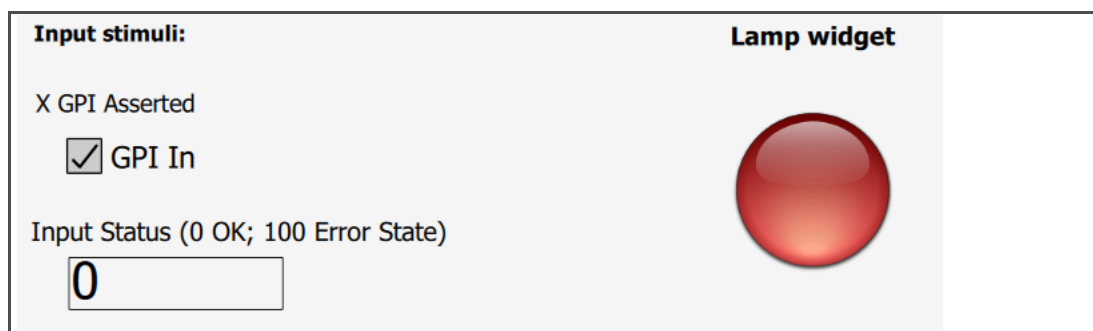 Input stimuli:
Lamp widget
X GPI Asserted
GPI In
Input Status (0 OK; 100 Error State)
0